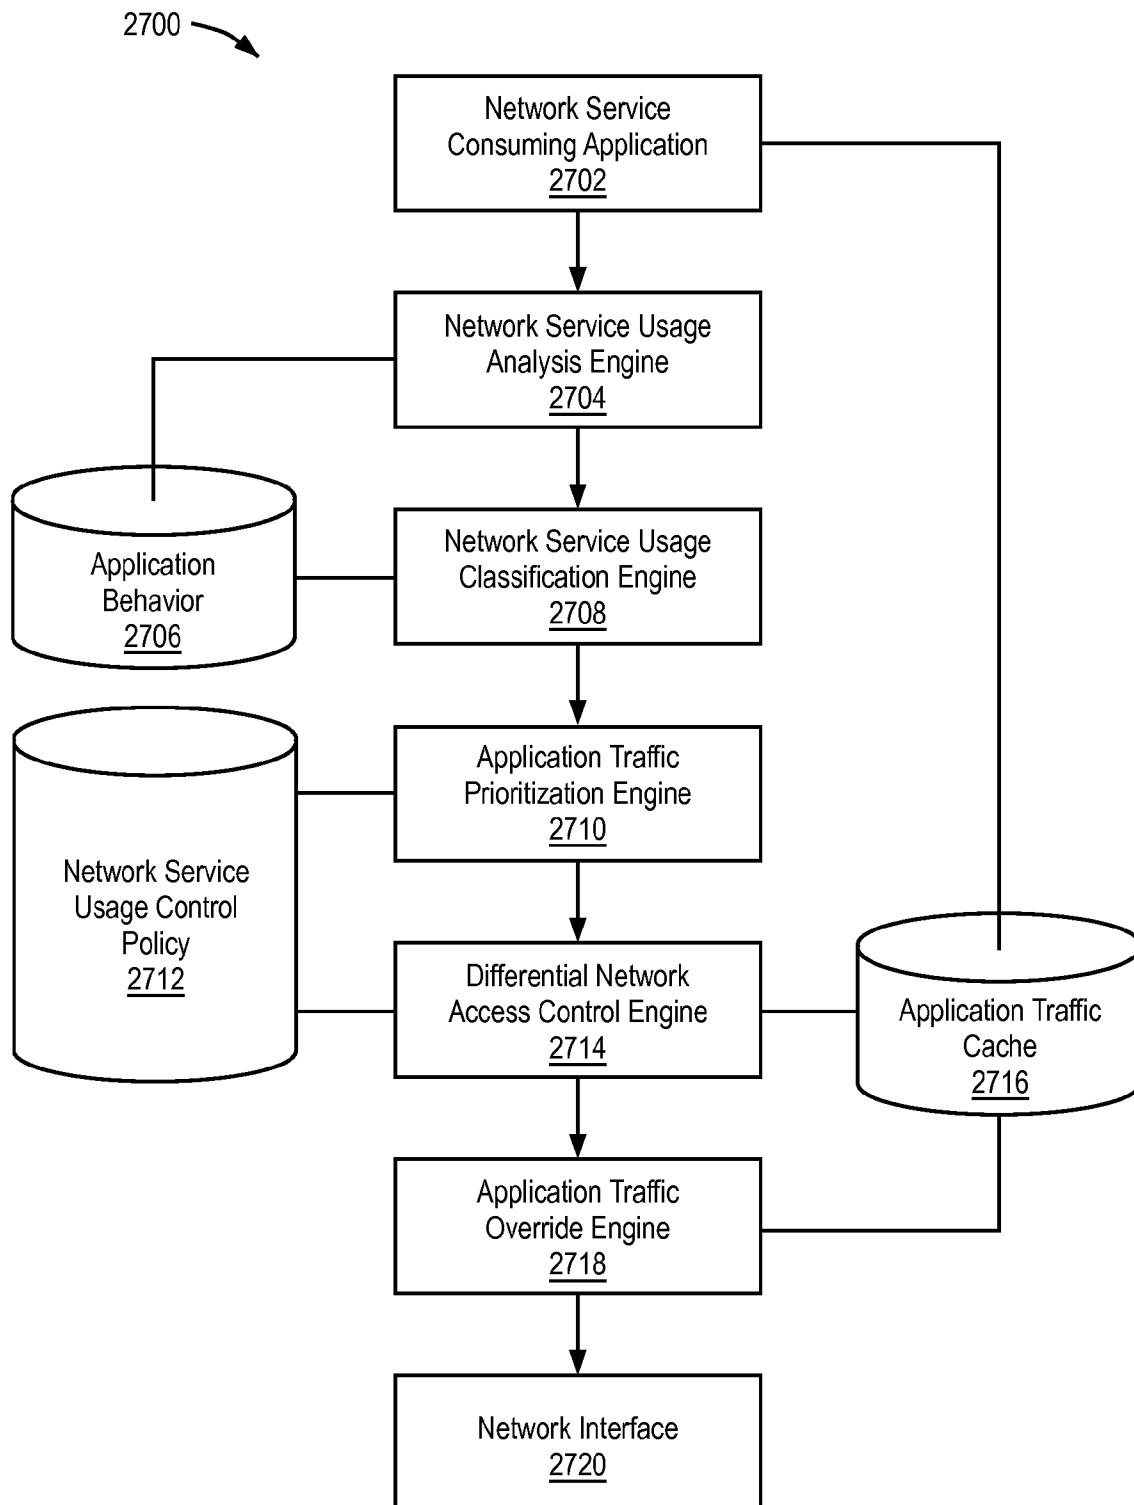 2700
Network Service
Consuming Application
2702
Network Service Usage
Analysis Engine
2704
Application
Behavior
2706
Network Service Usage
Classification Engine
2708
Application Traffic
Prioritization Engine
2710
Network Service
Usage Control
Policy
2712
Differential Network
Access Control Engine
2714
Application Traffic
Cache
2716
Application Traffic
Override Engine
2718
Network Interface
2720